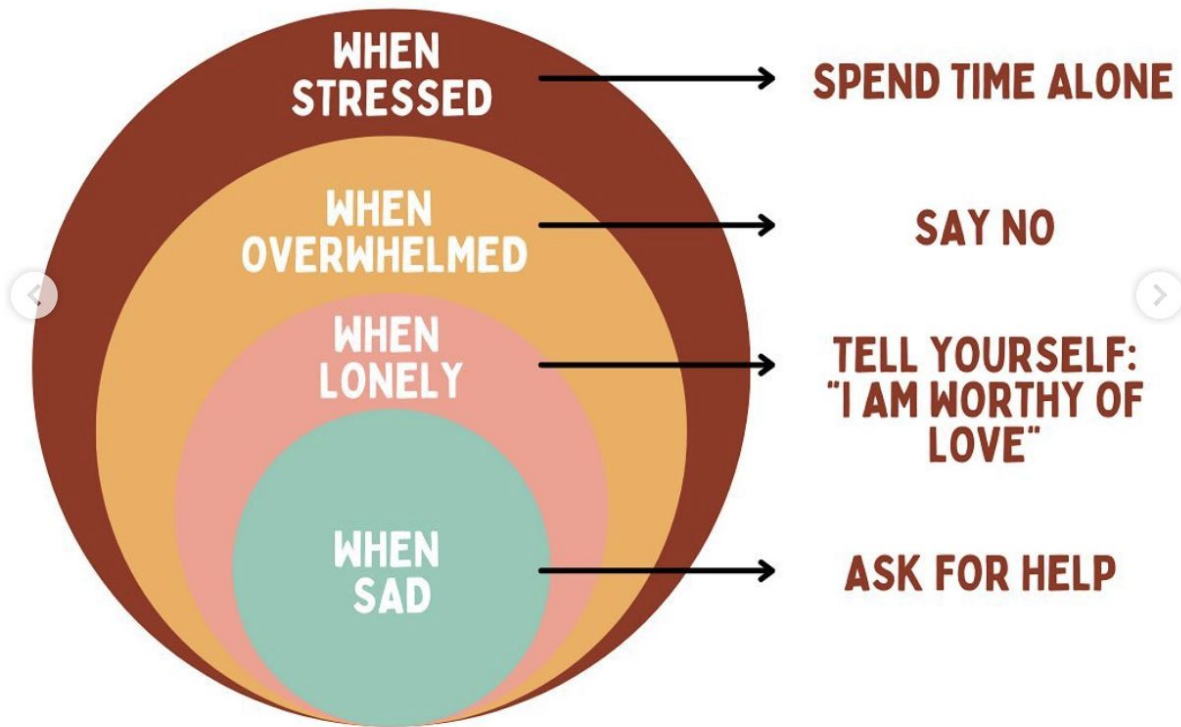 WHEN
STRESSED
SPEND TIME ALONE
WHEN
OVERWHELMED
SAY NO
WHEN
LONELY
TELL YOURSELF:
"I AM WORTHY OF
LOVE"
WHEN
SAD
ASK FOR HELP